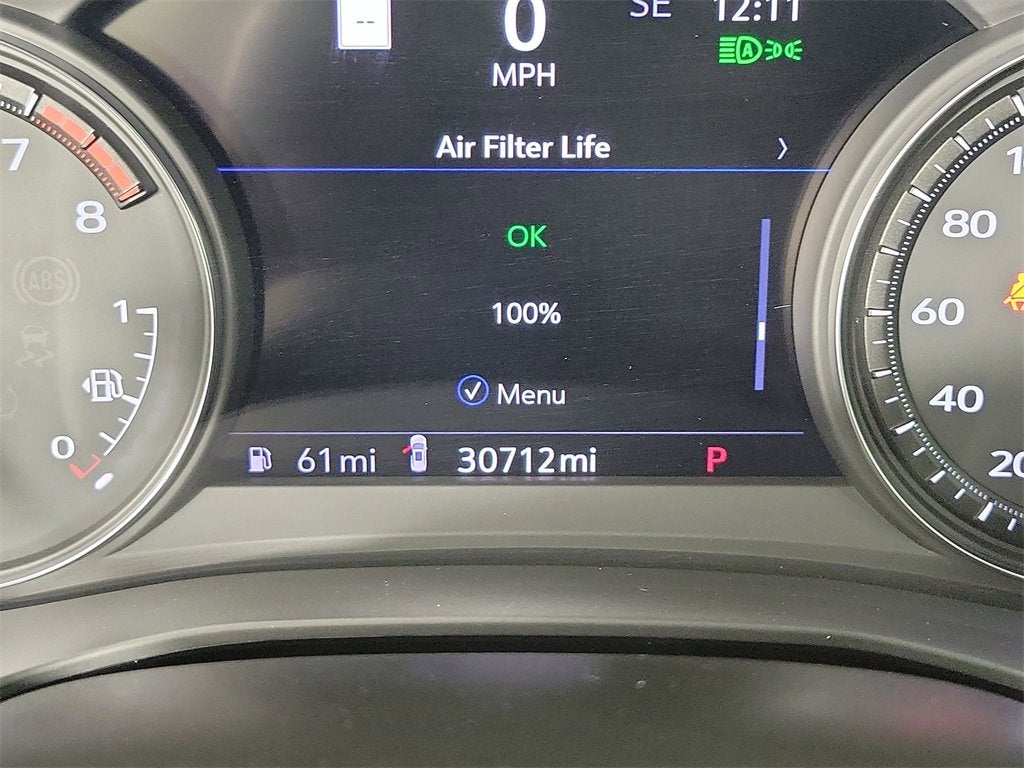 --
0
SE
12:11
MPH
A
Air Filter Life
7
8
OK
80
ABS
100%
1
60
Menu
40
0
61 mi
30712 mi
P
20